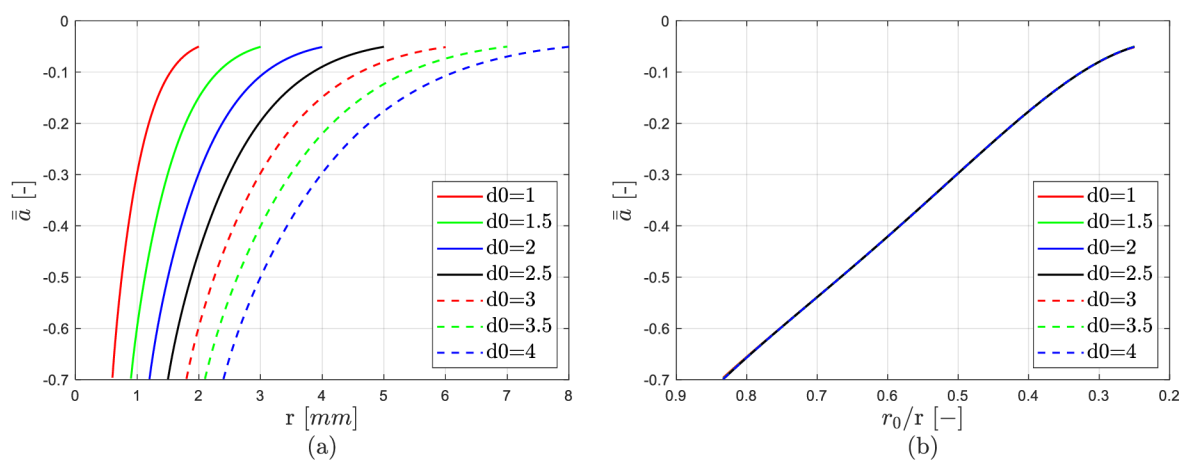 0
-0.1
-0.2
-0.3
-0.4
-0.5
-0.6
-0.7
a̿ [-]
d0=1
d0=1.5
d0=2
d0=2.5
d0=3
d0=3.5
d0=4
0 1 2 3 4 5 6 7 8
r [mm]
(a)
0
-0.1
-0.2
-0.3
-0.4
-0.5
-0.6
-0.7
a̿ [-]
d0=1
d0=1.5
d0=2
d0=2.5
d0=3
d0=3.5
d0=4
0.9 0.8 0.7 0.6 0.5 0.4 0.3 0.2
r₀/r [−]
(b)